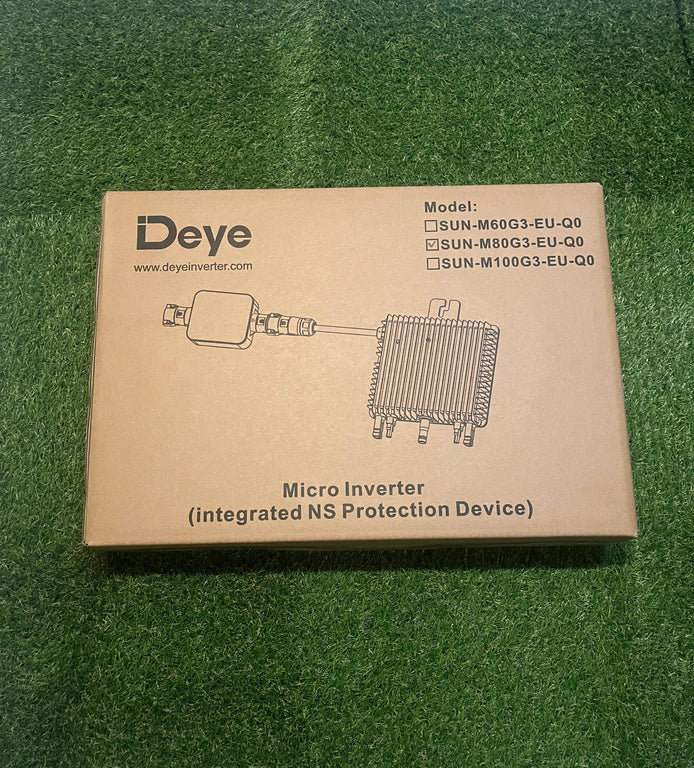 Deye
www.deyeinverter.com
Model:
☐SUN-M60G3-EU-Q0
☑SUN-M80G3-EU-Q0
☐SUN-M100G3-EU-Q0
Micro Inverter
(integrated NS Protection Device)